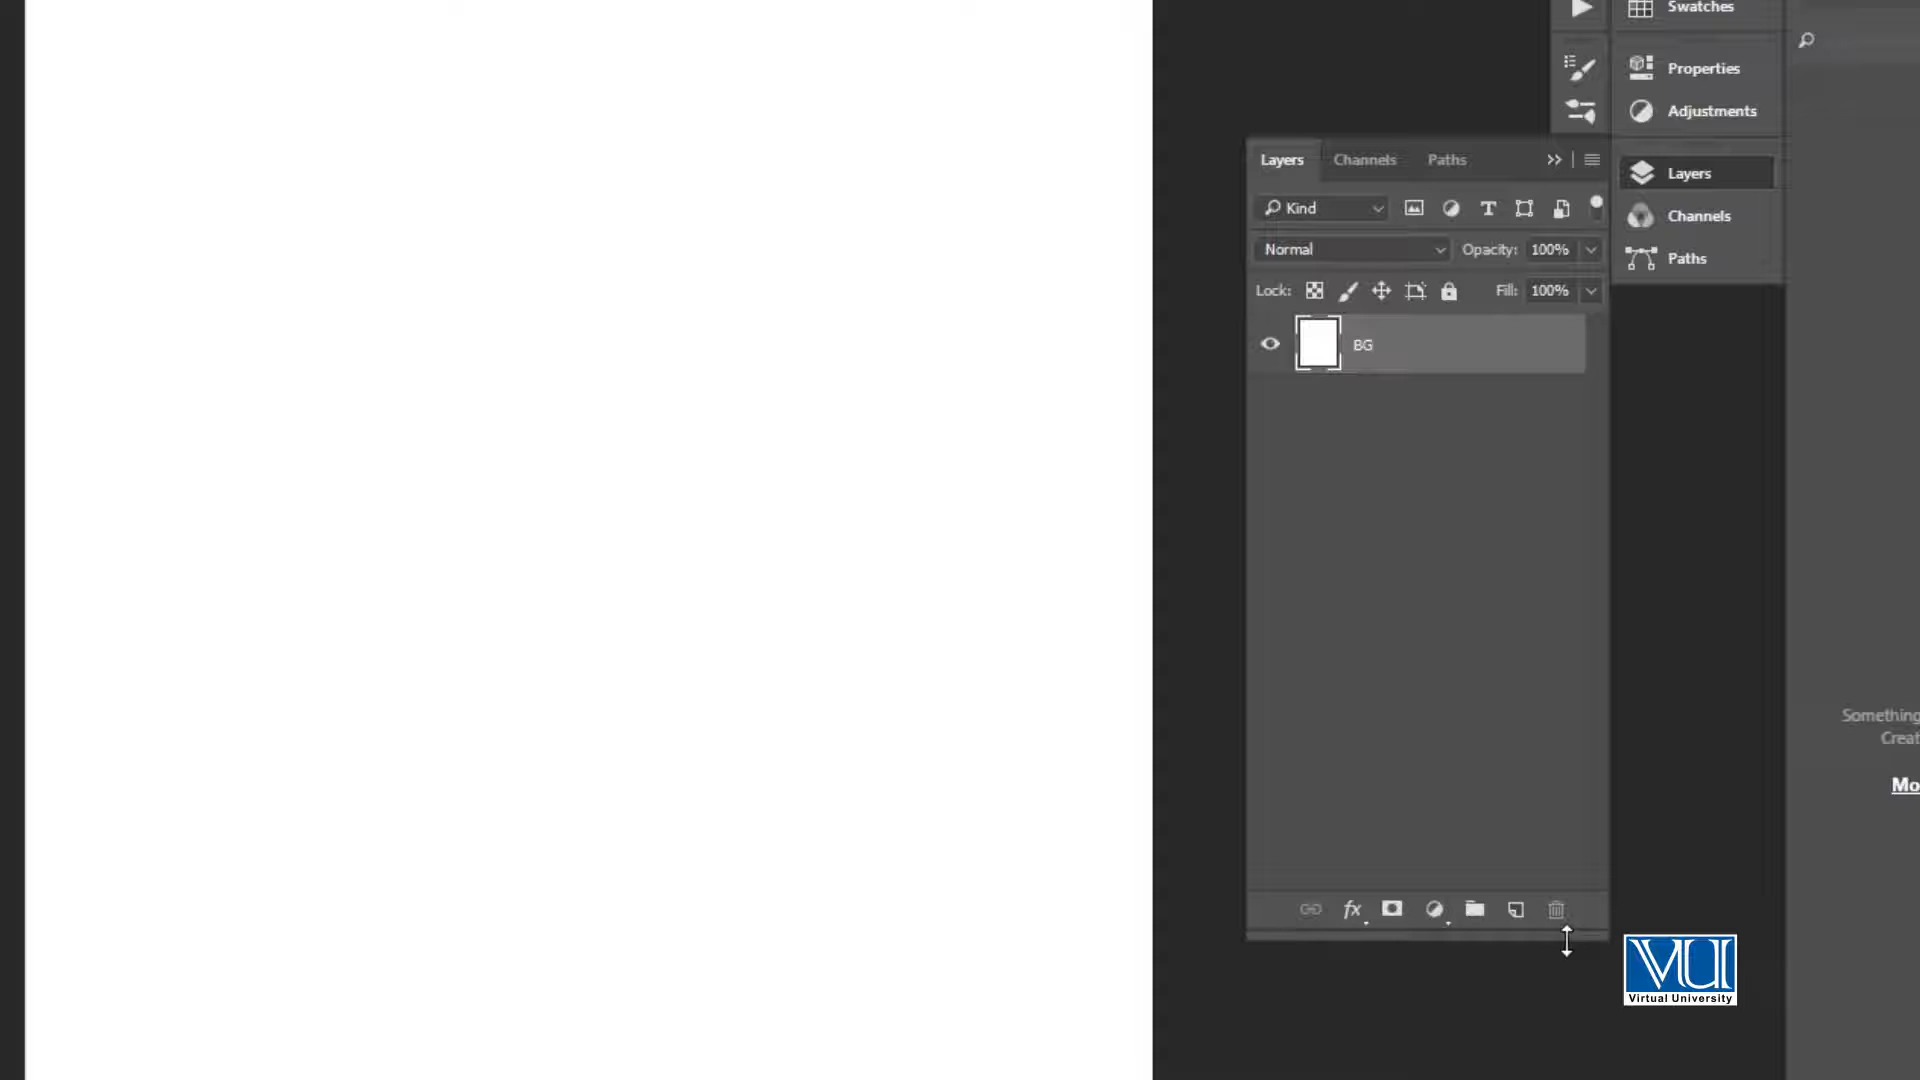 Swatches
Properties
Adjustments
Layers Channels Paths
Layers
Kind
Channels
Normal Opacity: 100%
Paths
Lock: Fill: 100%
BG
Something
Creat
Mo
fx
VU
Virtual University